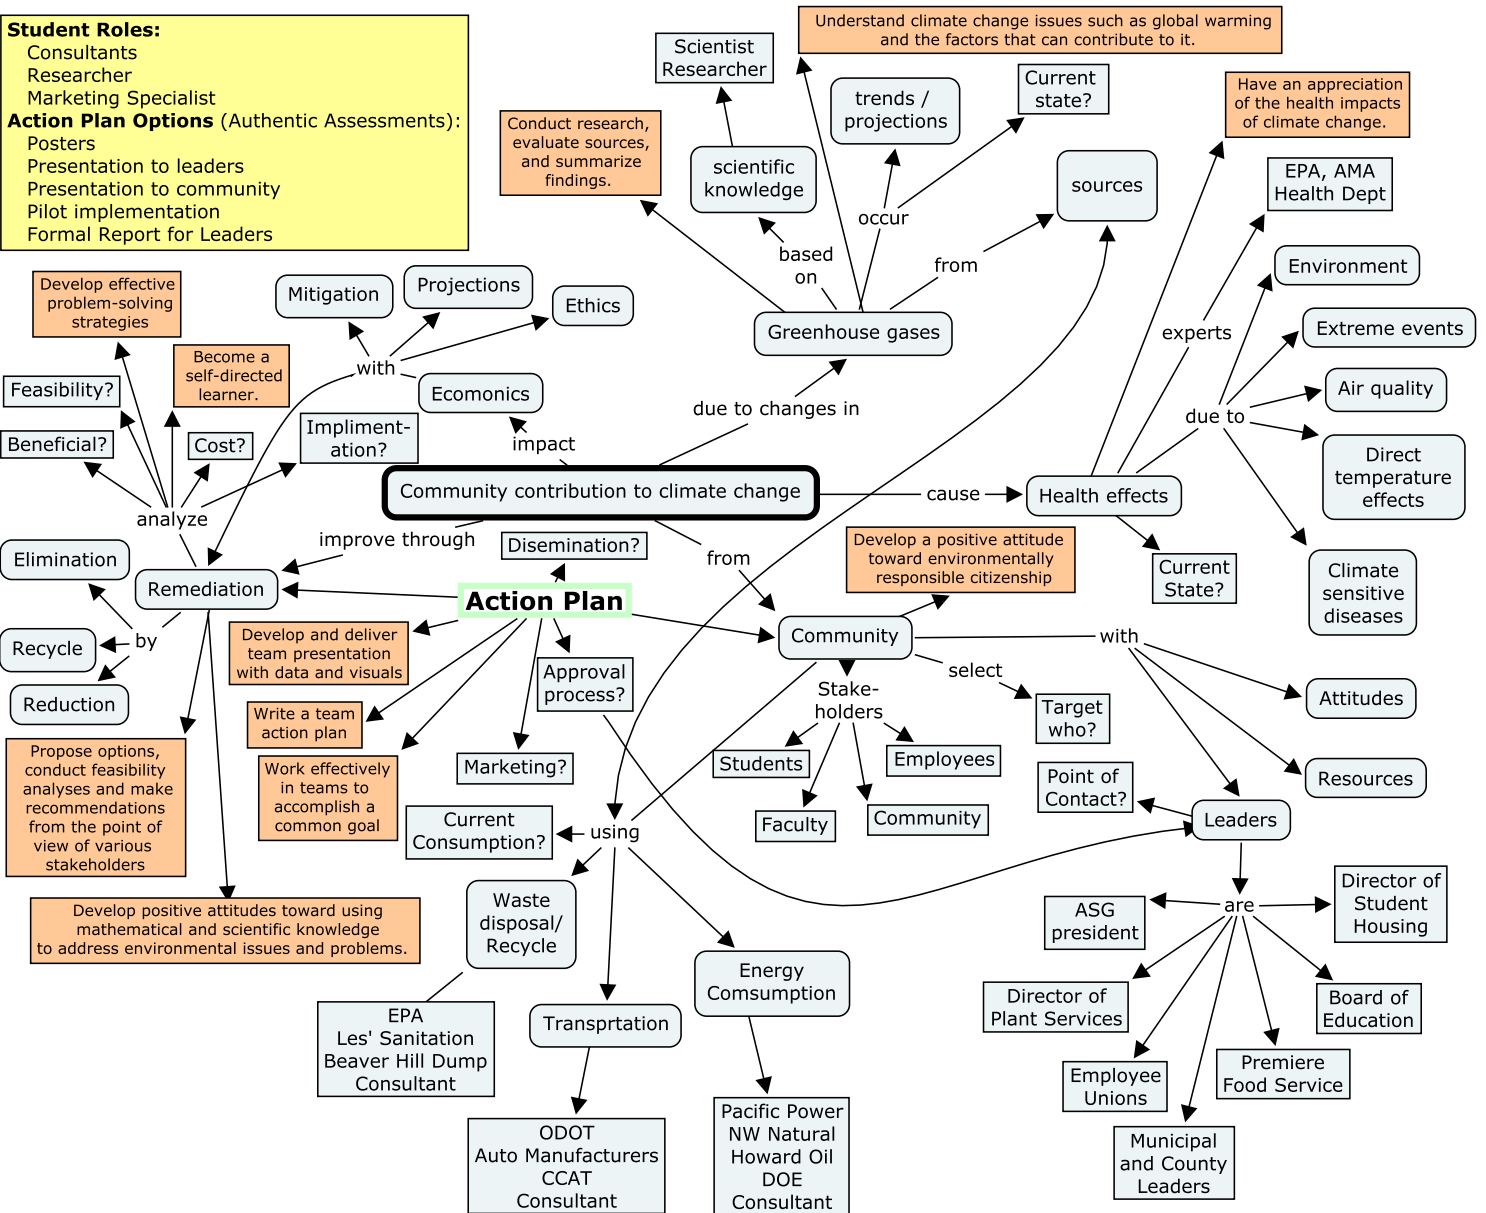 Student Roles:
Consultants
Researcher
Marketing Specialist
Action Plan Options (Authentic Assessments):
Posters
Presentation to leaders
Presentation to community
Pilot implementation
Formal Report for Leaders
Understand climate change issues such as global warming
and the factors that can contribute to it.
Scientist
Researcher
trends /
projections
Current
state?
Have an appreciation
of the health impacts
of climate change.
Conduct research,
evaluate sources,
and summarize
findings.
scientific
knowledge
sources
EPA, AMA
Health Dept
occur
based
on
from
Environment
Develop effective
problem-solving
strategies
Mitigation
Projections
Ethics
Greenhouse gases
experts
Extreme events
Become a
self-directed
learner.
with
Feasibility?
Ecomonics
due to changes in
due to
Air quality
Beneficial?
Cost?
Impliment-
ation?
impact
Direct
temperature
effects
Community contribution to climate change
cause
Health effects
analyze
improve through
Disemination?
from
Develop a positive attitude
toward environmentally
responsible citizenship
Current
State?
Climate
sensitive
diseases
Elimination
Remediation
Action Plan
Community
with
Recycle
by
Develop and deliver
team presentation
with data and visuals
Approval
process?
Stake-
holders
select
Attitudes
Reduction
Write a team
action plan
Target
who?
Propose options,
conduct feasibility
analyses and make
recommendations
from the point of
view of various
stakeholders
Work effectively
in teams to
accomplish a
common goal
Marketing?
Students
Employees
Point of
Contact?
Resources
Current
Consumption?
using
Faculty
Community
Leaders
Develop positive attitudes toward using
mathematical and scientific knowledge
to address environmental issues and problems.
Waste
disposal/
Recycle
ASG
president
are
Director of
Student
Housing
Energy
Comsumption
EPA
Les' Sanitation
Beaver Hill Dump
Consultant
Transprtation
Director of
Plant Services
Board of
Education
Employee
Unions
Premiere
Food Service
ODOT
Auto Manufacturers
CCAT
Consultant
Pacific Power
NW Natural
Howard Oil
DOE
Consultant
Municipal
and County
Leaders